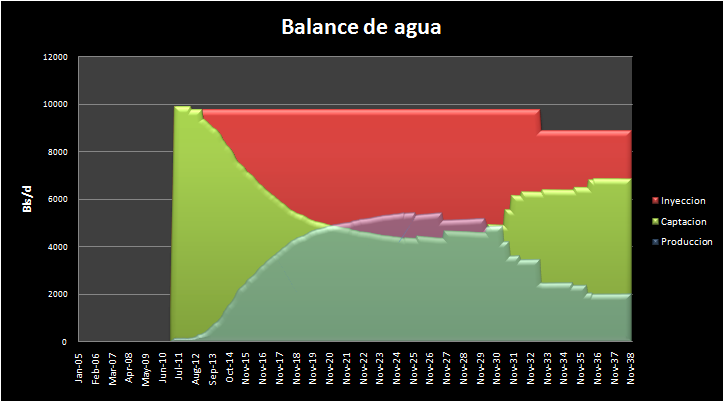 Balance de agua
12000
10000
8000
6000
4000
2000
0
Bls/d
Jan-05
Feb-06
Mar-07
Apr-08
May-09
Jun-10
Jul-11
Aug-12
Sep-13
Oct-14
Nov-15
Nov-16
Nov-17
Nov-18
Nov-19
Nov-20
Nov-21
Nov-22
Nov-23
Nov-24
Nov-25
Nov-26
Nov-27
Nov-28
Nov-29
Nov-30
Nov-31
Nov-32
Nov-33
Nov-34
Nov-35
Nov-36
Nov-37
Nov-38
Inyeccion
Captacion
Produccion